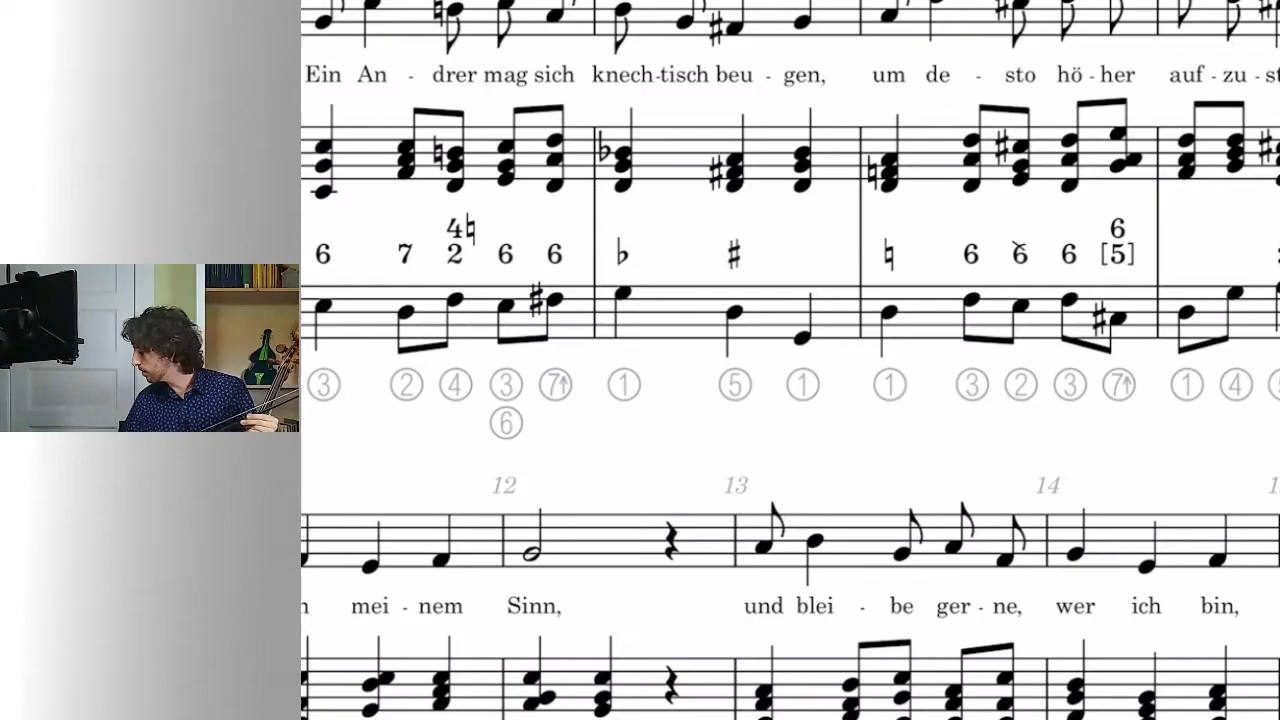 Ein An - drer mag sich knech - tisch beu - gen, um de - sto hö - her auf - zu - st
4♮ 6
6 7 2 6 6 ♭ ♯ ♮ 6 6 6 [5]
3 2 4 3 7↑ 1 5 1 1 3 2 3 7↑ 1 4
6
12 13 14
mei - nem Sinn, und blei - be ger - ne, wer ich bin,